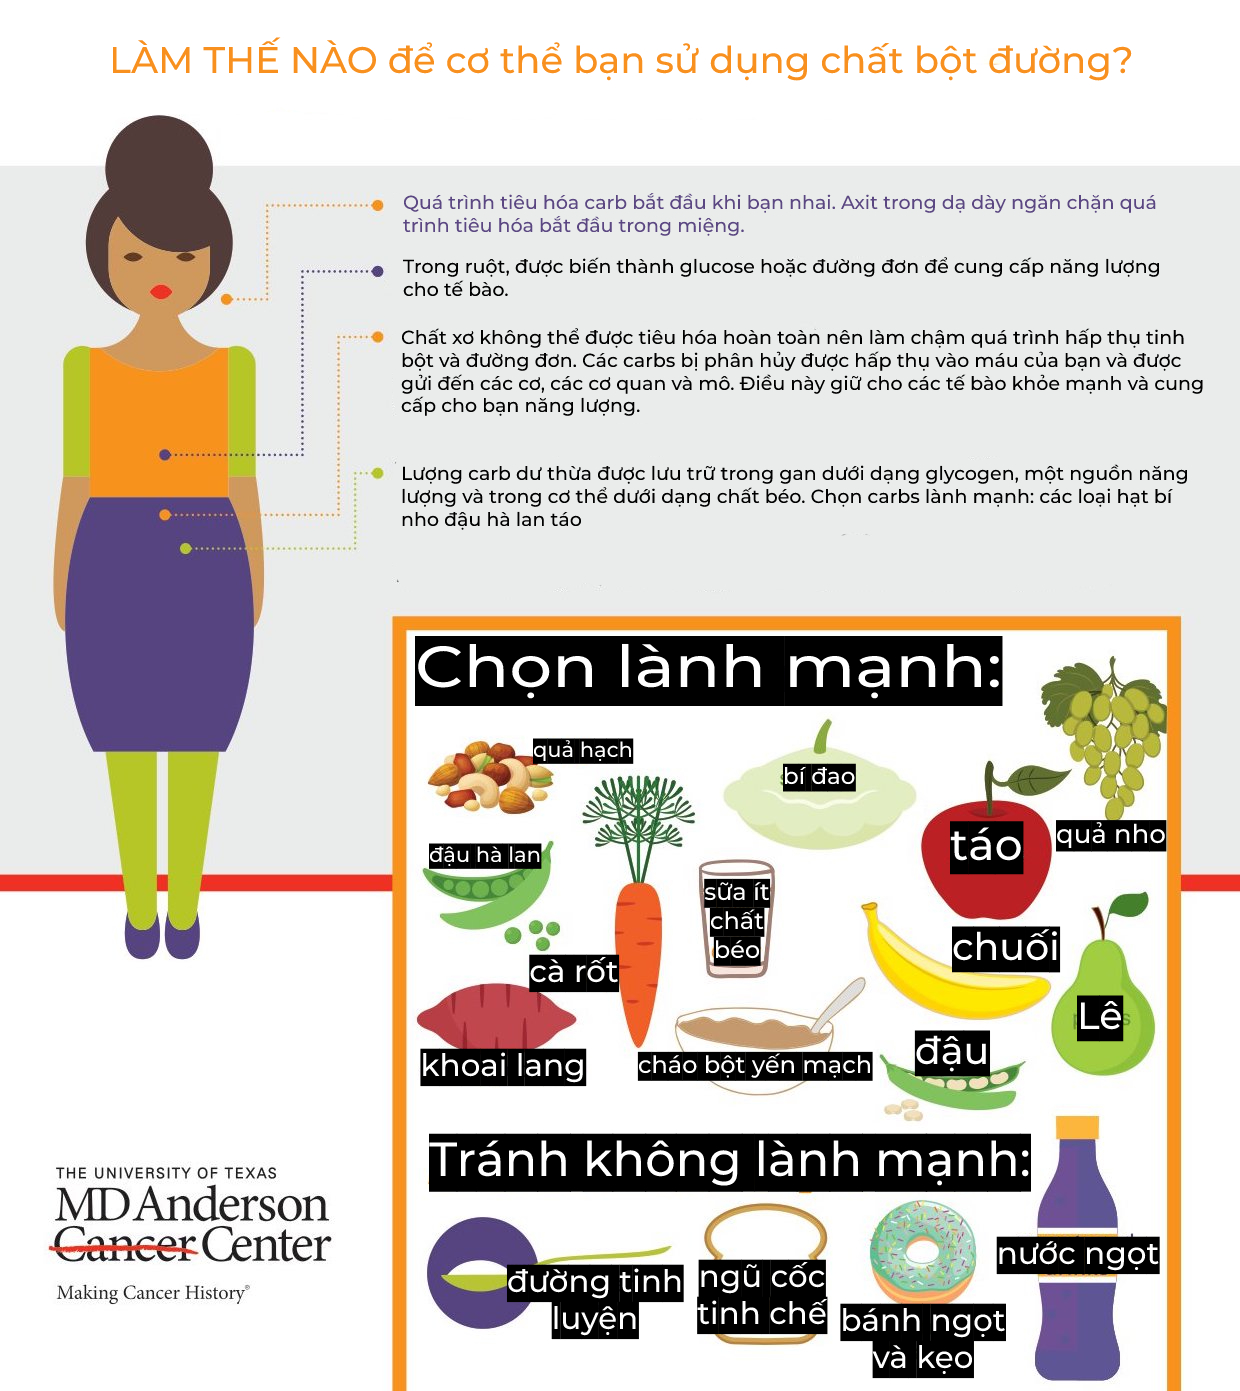 LÀM THẾ NÀO để cơ thể bạn sử dụng chất bột đường?
Quá trình tiêu hóa carb bắt đầu khi bạn nhai. Axit trong dạ dày ngăn chặn quá
trình tiêu hóa bắt đầu trong miệng.
Trong ruột, được biến thành glucose hoặc đường đơn để cung cấp năng lượng
cho tế bào.
Chất xơ không thể được tiêu hóa hoàn toàn nên làm chậm quá trình hấp thụ tinh
bột và đường đơn. Các carbs bị phân hủy được hấp thụ vào máu của bạn và được
gửi đến các cơ, các cơ quan và mô. Điều này giữ cho các tế bào khỏe mạnh và cung
cấp cho bạn năng lượng.
Lượng carb dư thừa được lưu trữ trong gan dưới dạng glycogen, một nguồn năng
lượng và trong cơ thể dưới dạng chất béo. Chọn carbs lành mạnh: các loại hạt bí
nho đậu hà lan táo
Chọn lành mạnh:
quả hạch
bí đao
táo
quả nho
đậu hà lan
sữa ít
chất
béo
chuối
cà rốt
Lê
khoai lang
cháo bột yến mạch
đậu
Tránh không lành mạnh:
đường tinh
luyện
ngũ cốc
tinh chế
bánh ngọt
và kẹo
nước ngọt
THE UNIVERSITY OF TEXAS
MD Anderson
Cancer Center
Making Cancer History®